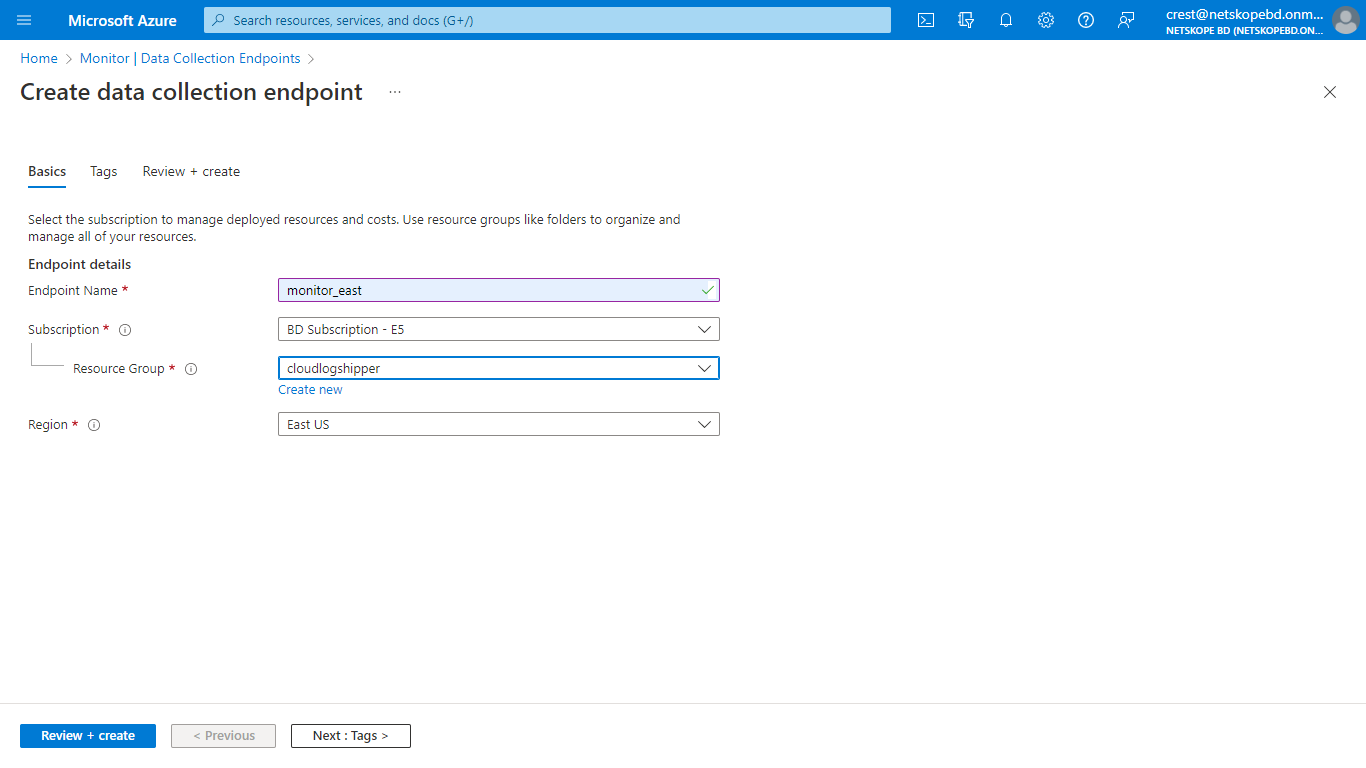 Microsoft Azure
Search resources, services, and docs (G+/)
crest@netskopebd.onm...
NETSKOPE BD (NETSKOPEBD.ON...
Home > Monitor | Data Collection Endpoints >
Create data collection endpoint ...
Basics Tags Review + create
Select the subscription to manage deployed resources and costs. Use resource groups like folders to organize and
manage all of your resources.
Endpoint details
Endpoint Name * monitor_east
Subscription * BD Subscription - E5
Resource Group * cloudlogshipper
Create new
Region * East US
Review + create < Previous Next : Tags >